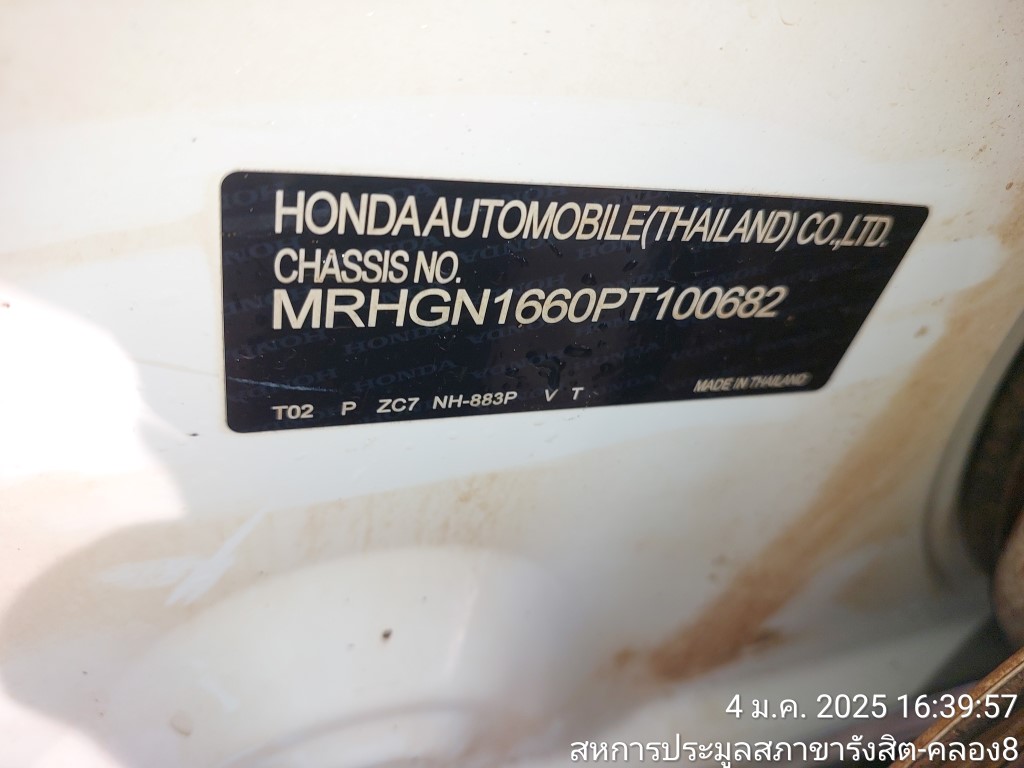 HONDA AUTOMOBILE (THAILAND) CO.,LTD.
CHASSIS NO.
MRHGN1660PT100682
MADE IN THAILAND
T02 P ZC7 NH-883P V T
4 ม.ค. 2025 16:39:57
สหการประมูลสภาขารังสิต-คลอง8